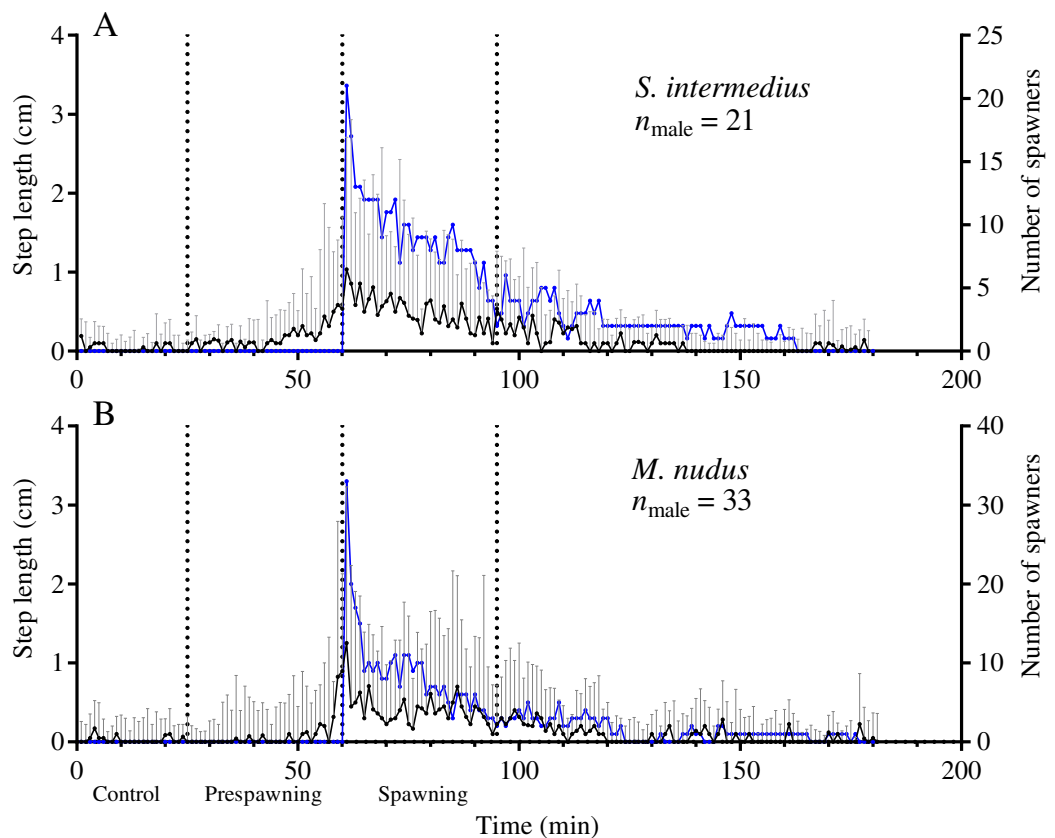 A
4
3
2
1
0
Step length (cm)
25
20
15
10
5
0
Number of spawners
S. intermedius
n_male = 21
0 50 100 150 200
B
4
3
2
1
0
Step length (cm)
40
30
20
10
0
Number of spawners
M. nudus
n_male = 33
0 50 100 150 200
Control Prespawning Spawning
Time (min)